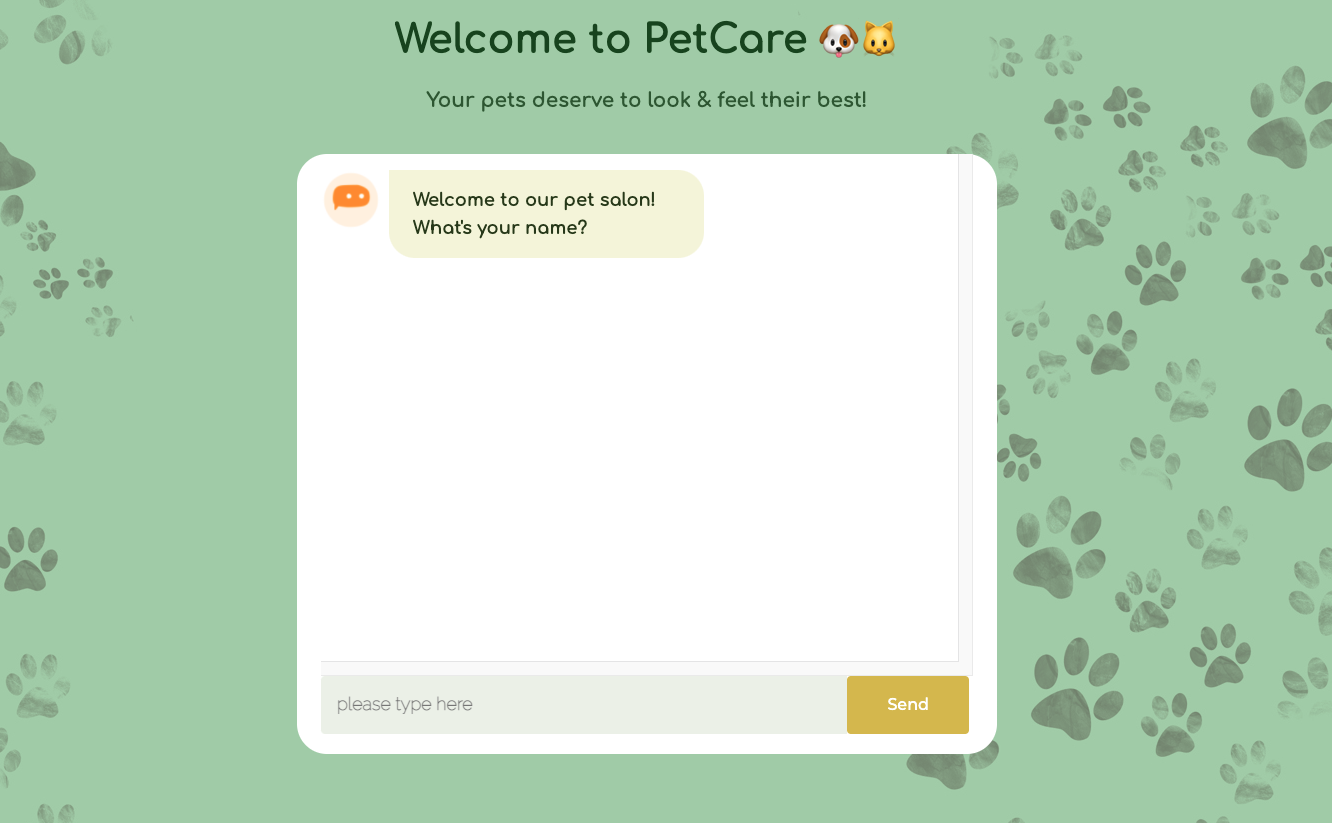 Welcome to PetCare 🐶🐱
Your pets deserve to look & feel their best!
Welcome to our pet salon!
What's your name?
please type here
Send